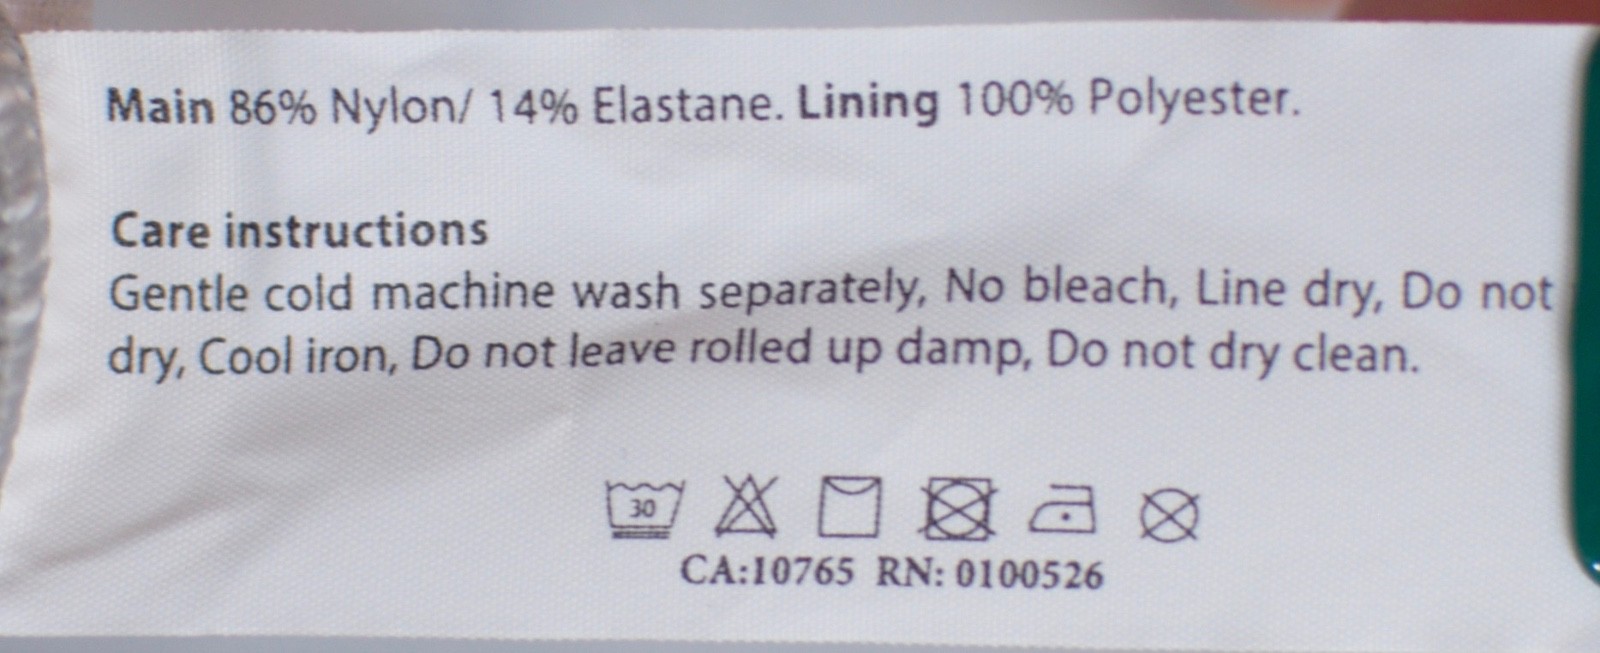 Main 86% Nylon/ 14% Elastane. Lining 100% Polyester.
Care instructions
Gentle cold machine wash separately, No bleach, Line dry, Do not
dry, Cool iron, Do not leave rolled up damp, Do not dry clean.
30
CA:10765 RN: 0100526